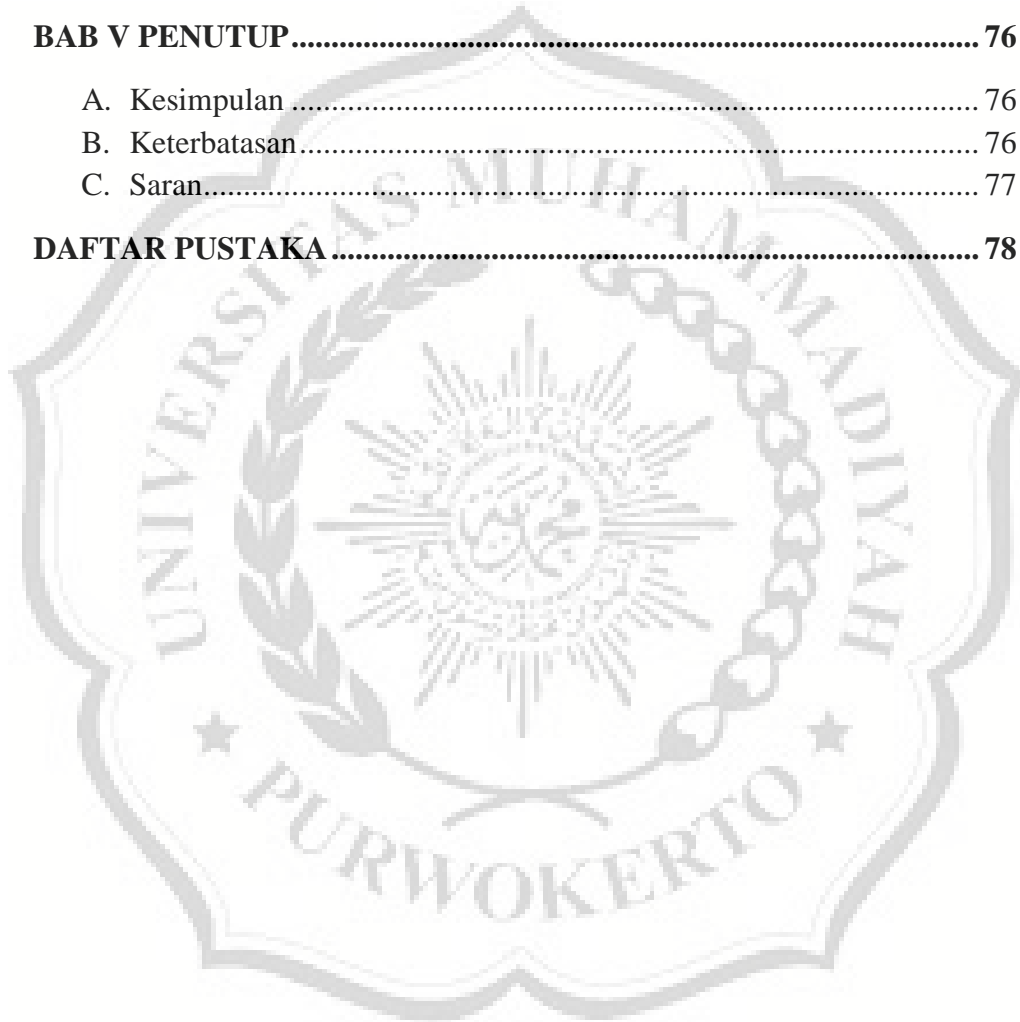 BAB V PENUTUP.................................................................................... 76
A. Kesimpulan .................................................................................... 76
B. Keterbatasan.................................................................................... 76
C. Saran.................................................................................... 77
DAFTAR PUSTAKA.................................................................................... 78
UNIVERSITAS MUHAMMADIYAH
PURWOKERTO